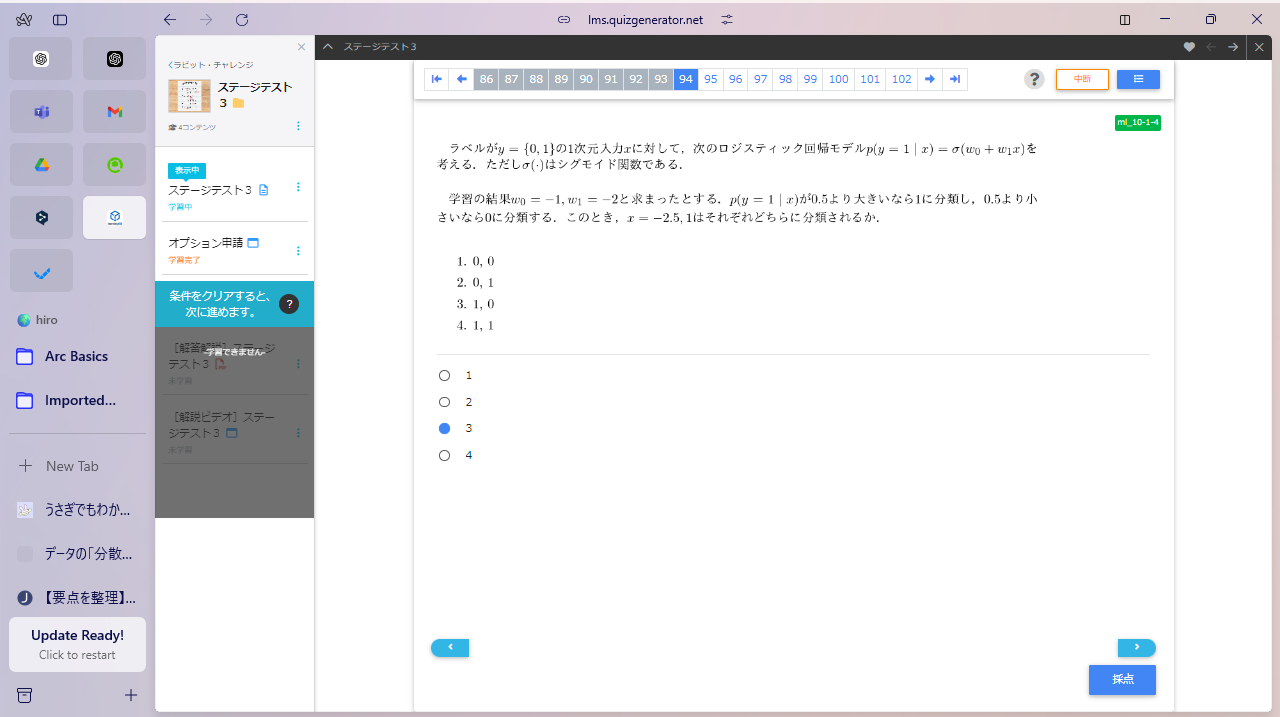 lms.quizgenerator.net
hiro
Arc Basics
Imported...
New Tab
うさぎでもわか...
データの「分散...
【要点を整理】...
Update Ready!
Click to restart
ラビット・チャレンジ
ステージテスト
3
4コンテンツ
表示中
ステージテスト3
学習中
オプション申請
学習完了
条件をクリアすると、
次に進めます。
?
［解答解説］ステージ
-学習できません-
テスト3
未学習
［解説ビデオ］ステー
ジテスト3
未学習
ステージテスト3
86 87 88 89 90 91 92 93 94 95 96 97 98 99 100 101 102
?
中断
ml_10-1-4
ラベルがy = {0, 1}の1次元入力xに対して，次のロジスティック回帰モデルp(y = 1 | x) = σ(w₀ + w₁x)を
考える．ただしσ(·)はシグモイド関数である．
学習の結果w₀ = −1, w₁ = −2と求まったとする．p(y = 1 | x)が0.5より大きいなら1に分類し，0.5より小
さいなら0に分類する．このとき，x = −2.5, 1はそれぞれどちらに分類されるか．
1. 0, 0
2. 0, 1
3. 1, 0
4. 1, 1
1
2
3
4
採点